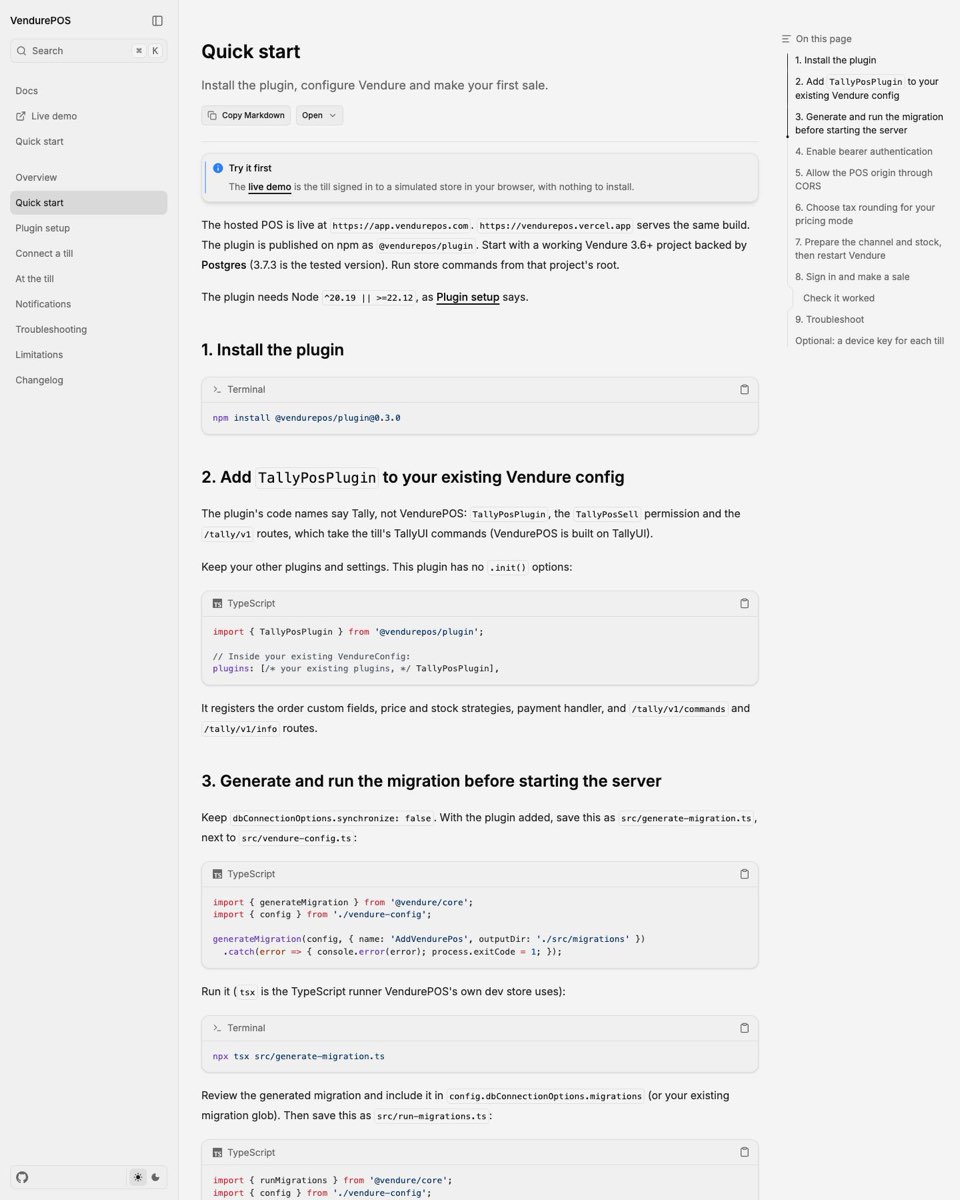 VendurePOS
Search
⌘ K
Docs
Live demo
Quick start
Overview
Quick start
Plugin setup
Connect a till
At the till
Notifications
Troubleshooting
Limitations
Changelog
Quick start
Install the plugin, configure Vendure and make your first sale.
Copy Markdown
Open
Try it first
The live demo is the till signed in to a simulated store in your browser, with nothing to install.
The hosted POS is live at https://app.vendurepos.com. https://vendurepos.vercel.app serves the same build.
The plugin is published on npm as @vendurepos/plugin. Start with a working Vendure 3.6+ project backed by
Postgres (3.7.3 is the tested version). Run store commands from that project's root.
The plugin needs Node ^20.19 || >=22.12, as Plugin setup says.
1. Install the plugin
Terminal
npm install @vendurepos/plugin@0.3.0
2. Add TallyPosPlugin to your existing Vendure config
The plugin's code names say Tally, not VendurePOS: TallyPosPlugin, the TallyPosSell permission and the
/tally/v1 routes, which take the till's TallyUI commands (VendurePOS is built on TallyUI).
Keep your other plugins and settings. This plugin has no .init() options:
TS TypeScript
import { TallyPosPlugin } from '@vendurepos/plugin';
// Inside your existing VendureConfig:
plugins: [/* your existing plugins, */ TallyPosPlugin],
It registers the order custom fields, price and stock strategies, payment handler, and /tally/v1/commands and
/tally/v1/info routes.
3. Generate and run the migration before starting the server
Keep dbConnectionOptions.synchronize: false. With the plugin added, save this as src/generate-migration.ts,
next to src/vendure-config.ts:
TS TypeScript
import { generateMigration } from '@vendure/core';
import { config } from './vendure-config';
generateMigration(config, { name: 'AddVendurePos', outputDir: './src/migrations' })
.catch(error => { console.error(error); process.exitCode = 1; });
Run it ( tsx is the TypeScript runner VendurePOS's own dev store uses):
Terminal
npx tsx src/generate-migration.ts
Review the generated migration and include it in config.dbConnectionOptions.migrations (or your existing
migration glob). Then save this as src/run-migrations.ts:
TS TypeScript
import { runMigrations } from '@vendure/core';
import { config } from './vendure-config';
On this page
1. Install the plugin
2. Add TallyPosPlugin to your
existing Vendure config
3. Generate and run the migration
before starting the server
4. Enable bearer authentication
5. Allow the POS origin through
CORS
6. Choose tax rounding for your
pricing mode
7. Prepare the channel and stock,
then restart Vendure
8. Sign in and make a sale
Check it worked
9. Troubleshoot
Optional: a device key for each till